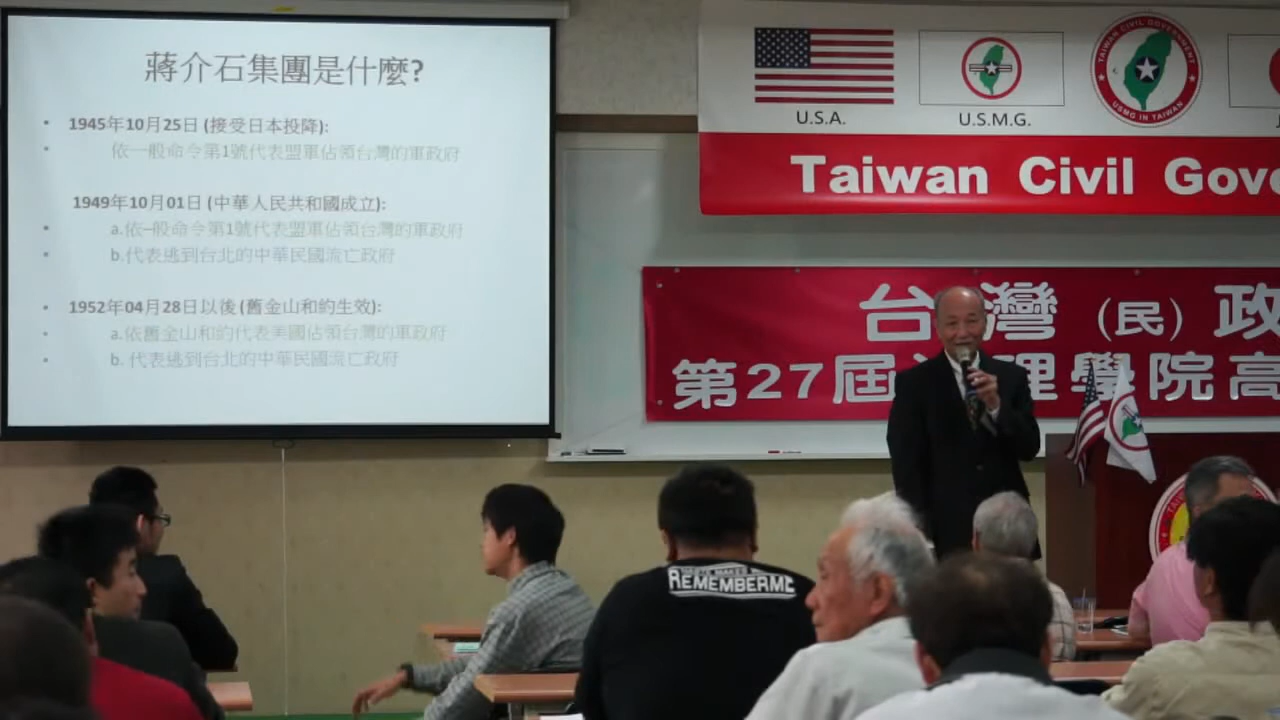 蔣介石集團是什麼?
• 1945年10月25日 (接受日本投降):
• 依一般命令第1號代表盟軍佔領台灣的軍政府
1949年10月01日 (中華人民共和國成立):
• a.依一般命令第1號代表盟軍佔領台灣的軍政府
• b.代表逃到台北的中華民國流亡政府
• 1952年04月28日以後 (舊金山和約生效):
• a.依舊金山和約代表美國佔領台灣的軍政府
• b. 代表逃到台北的中華民國流亡政府
U.S.A.
U.S.M.G.
TAIWAN CIVIL GOVERNMENT
USMG IN TAIWAN
Taiwan Civil Gove
台灣（民）政
第27屆 理學院高
REMEMBERMC